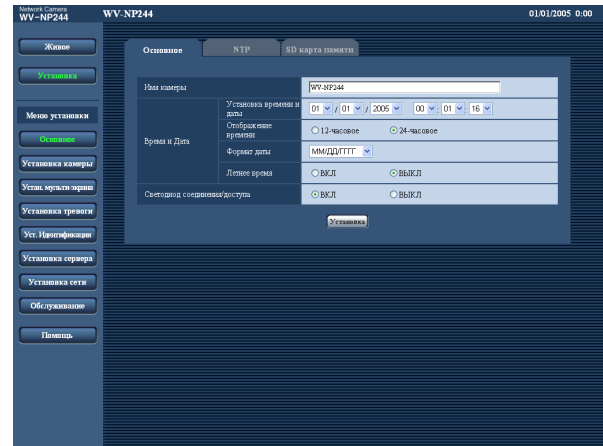 Network Camera
WV-NP244
WV-NP244
01/01/2005 0:00
Живое
Установка
Меню установки
Основное
Установка камеры
Устан. мульти-экрана
Установка тревоги
Уст. Идентификации
Установка сервера
Установка сети
Обслуживание
Помощь
Основное
NTP
SD карта памяти
Имя камеры
WV-NP244
Время и Дата
Установка времени и
даты
01 / 01 / 2005 00 : 01 : 16
Отображение
времени
12-часовое 24-часовое
Формат даты
ММ/ДД/ГГГГ
Летнее время
ВКЛ ВЫКЛ
Светодиод соединения/доступа
ВКЛ ВЫКЛ
Установка